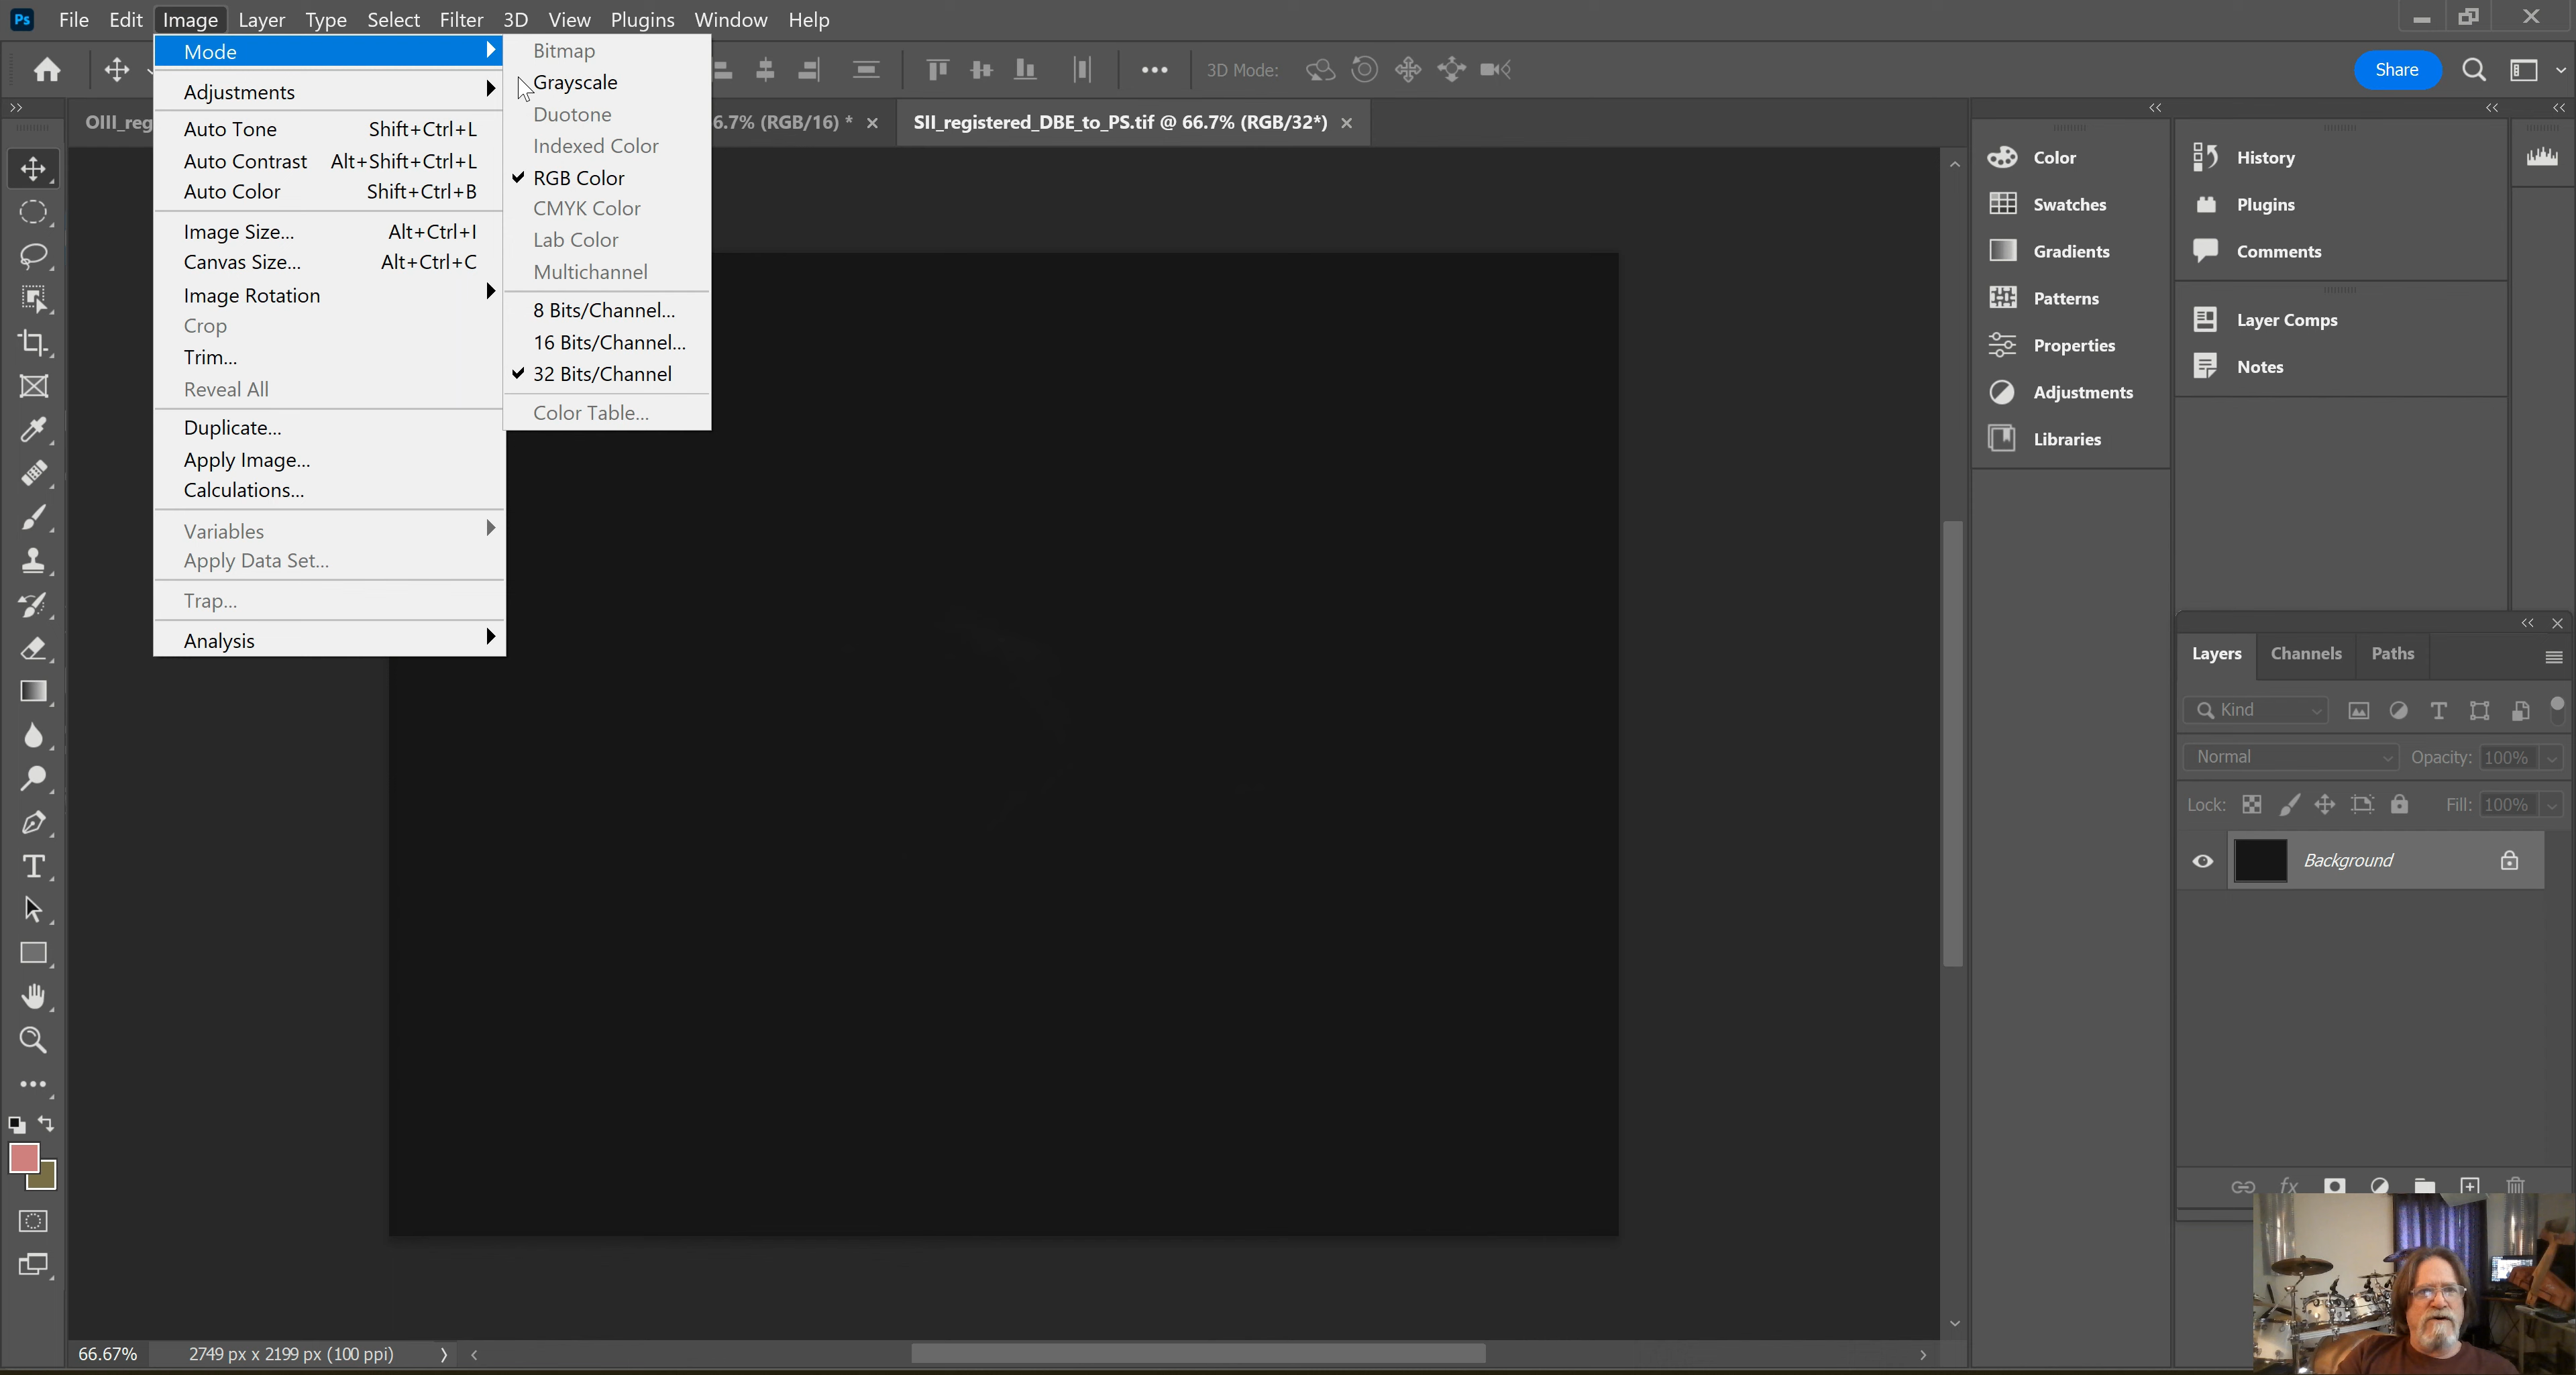 Ps File Edit Image Layer Type Select Filter 3D View Plugins Window Help
3D Mode: Share
OIII_reg
6.7% (RGB/16) * ×
SII_registered_DBE_to_PS.tif @ 66.7% (RGB/32*) ×
Mode
Adjustments
Auto Tone Shift+Ctrl+L
Auto Contrast Alt+Shift+Ctrl+L
Auto Color Shift+Ctrl+B
Image Size... Alt+Ctrl+I
Canvas Size... Alt+Ctrl+C
Image Rotation
Crop
Trim...
Reveal All
Duplicate...
Apply Image...
Calculations...
Variables
Apply Data Set...
Trap...
Analysis
Bitmap
Grayscale
Duotone
Indexed Color
RGB Color
CMYK Color
Lab Color
Multichannel
8 Bits/Channel...
16 Bits/Channel...
32 Bits/Channel
Color Table...
Color
Swatches
Gradients
Patterns
Properties
Adjustments
Libraries
History
Plugins
Comments
Layer Comps
Notes
Layers Channels Paths
Kind
Normal Opacity: 100%
Lock: Fill: 100%
Background
fx
66.67% 2749 px x 2199 px (100 ppi)